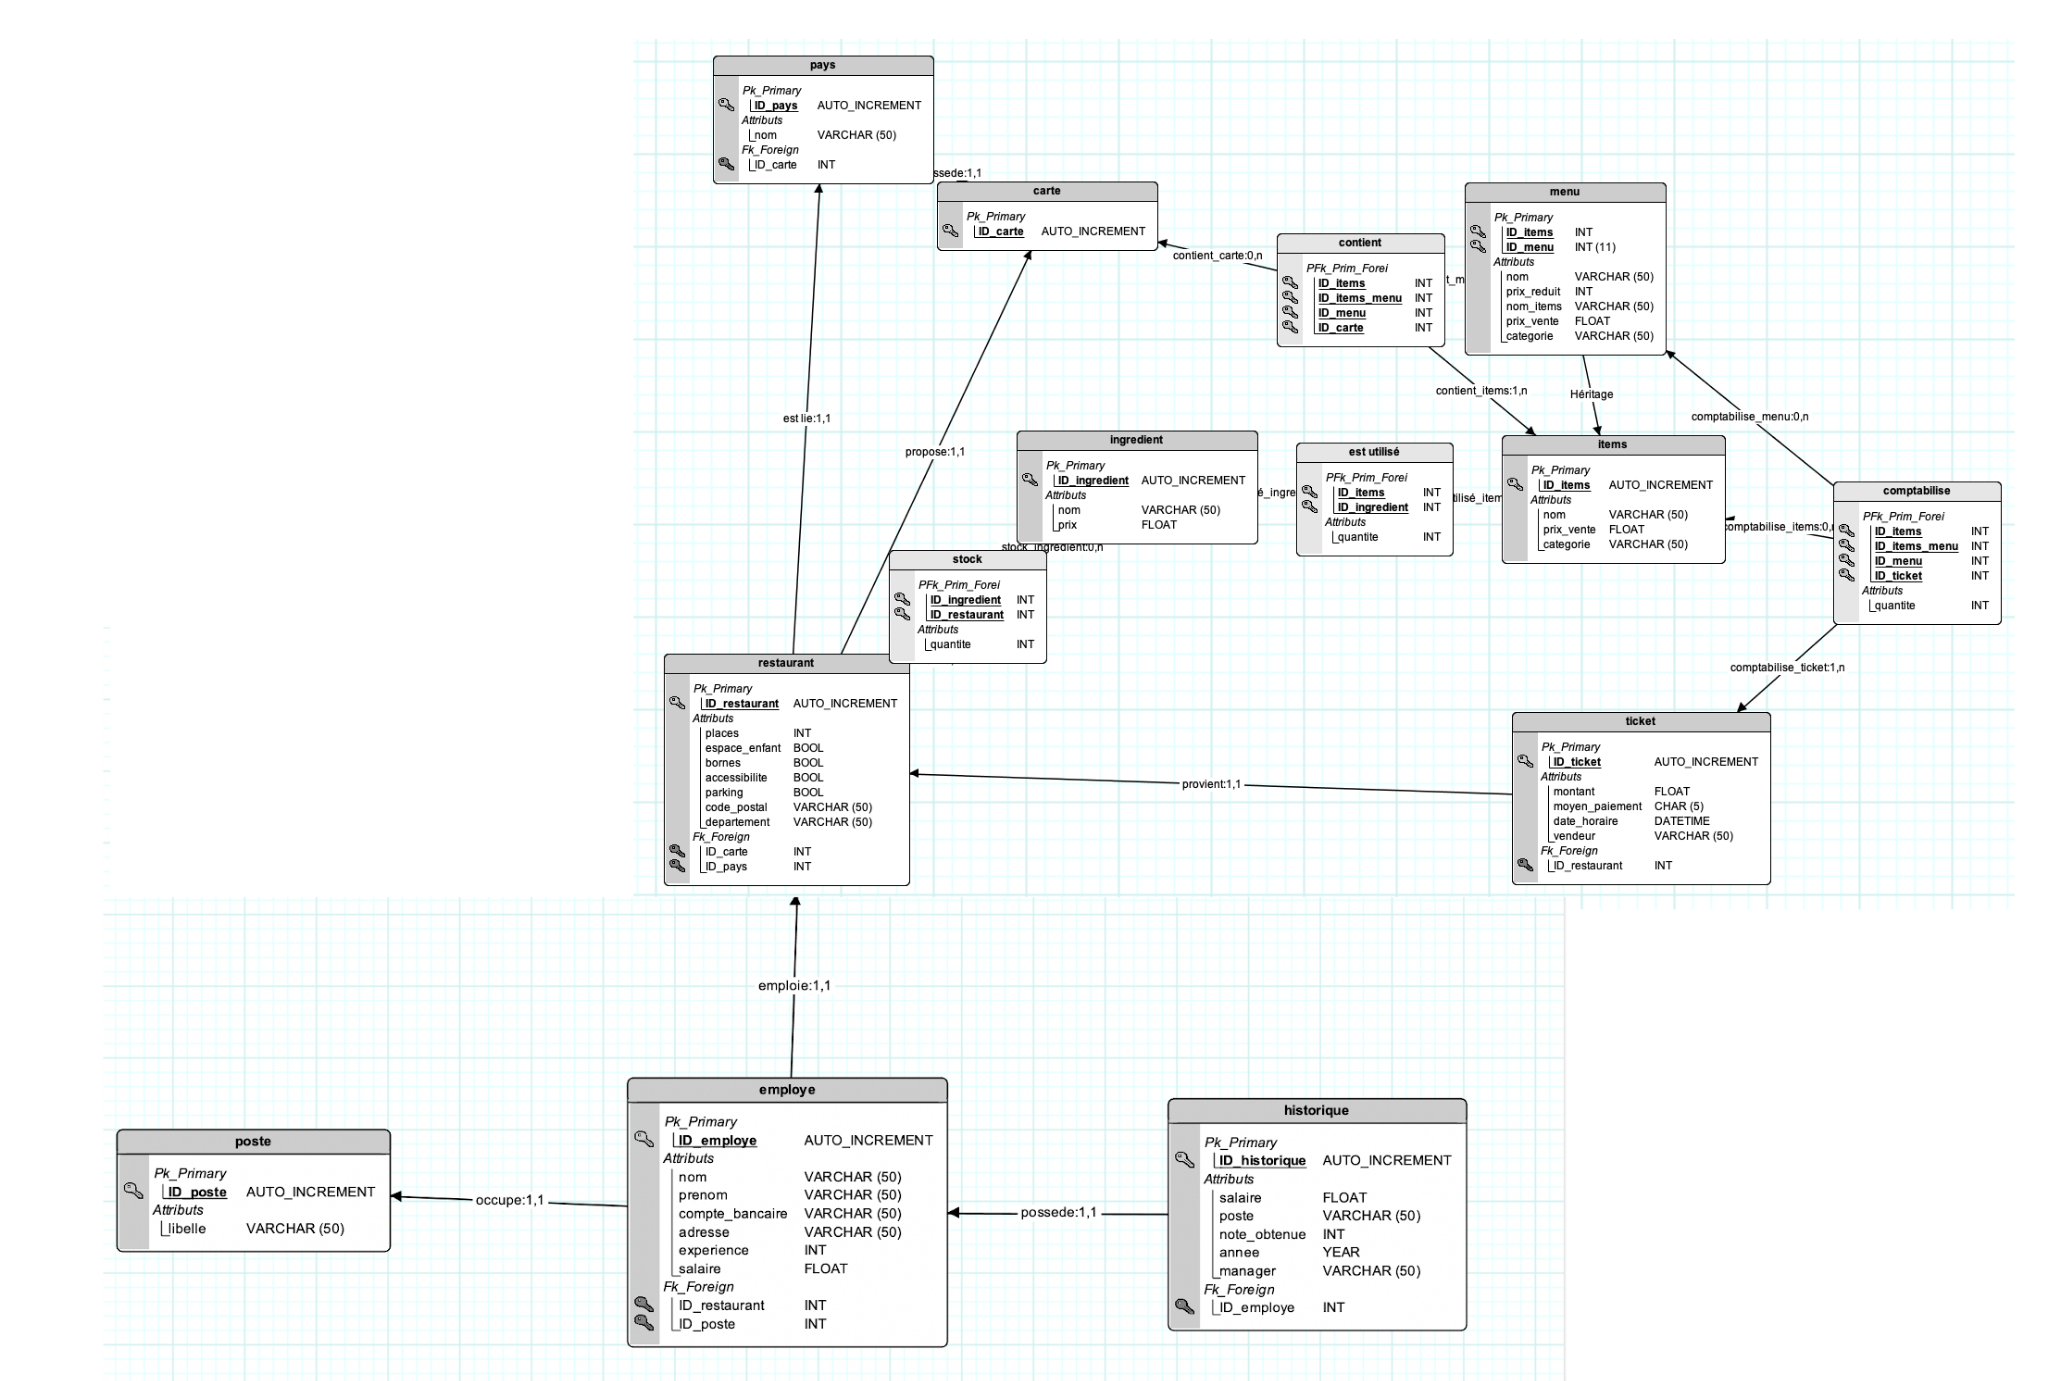 pays
Pk_Primary
ID_pays AUTO_INCREMENT
Attributs
nom VARCHAR (50)
Fk_Foreign
ID_carte INT
ssede:1,1
carte
Pk_Primary
ID_carte AUTO_INCREMENT
contient_carte:0,n
contient
PFk_Prim_Forei
ID_items INT
ID_items_menu INT
ID_menu INT
ID_carte INT
t_m
menu
Pk_Primary
ID_items INT
ID_menu INT (11)
Attributs
nom VARCHAR (50)
prix_reduit INT
nom_items VARCHAR (50)
prix_vente FLOAT
categorie VARCHAR (50)
contient_items:1,n
Héritage
comptabilise_menu:0,n
est lie:1,1
propose:1,1
ingredient
Pk_Primary
ID_ingredient AUTO_INCREMENT
Attributs
nom VARCHAR (50)
prix FLOAT
é_ingre
est utilisé
PFk_Prim_Forei
ID_items INT
ID_ingredient INT
Attributs
quantite INT
tilisé_item
items
Pk_Primary
ID_items AUTO_INCREMENT
Attributs
nom VARCHAR (50)
prix_vente FLOAT
categorie VARCHAR (50)
comptabilise_items:0,
comptabilise
PFk_Prim_Forei
ID_items INT
ID_items_menu INT
ID_menu INT
ID_ticket INT
Attributs
quantite INT
stock_ingredient:0,n
stock
PFk_Prim_Forei
ID_ingredient INT
ID_restaurant INT
Attributs
quantite INT
comptabilise_ticket:1,n
restaurant
Pk_Primary
ID_restaurant AUTO_INCREMENT
Attributs
places INT
espace_enfant BOOL
bornes BOOL
accessibilite BOOL
parking BOOL
code_postal VARCHAR (50)
departement VARCHAR (50)
Fk_Foreign
ID_carte INT
ID_pays INT
provient:1,1
ticket
Pk_Primary
ID_ticket AUTO_INCREMENT
Attributs
montant FLOAT
moyen_paiement CHAR (5)
date_horaire DATETIME
vendeur VARCHAR (50)
Fk_Foreign
ID_restaurant INT
emploie:1,1
poste
Pk_Primary
ID_poste AUTO_INCREMENT
Attributs
libelle VARCHAR (50)
occupe:1,1
employe
Pk_Primary
ID_employe AUTO_INCREMENT
Attributs
nom VARCHAR (50)
prenom VARCHAR (50)
compte_bancaire VARCHAR (50)
adresse VARCHAR (50)
experience INT
salaire FLOAT
Fk_Foreign
ID_restaurant INT
ID_poste INT
possede:1,1
historique
Pk_Primary
ID_historique AUTO_INCREMENT
Attributs
salaire FLOAT
poste VARCHAR (50)
note_obtenue INT
annee YEAR
manager VARCHAR (50)
Fk_Foreign
ID_employe INT